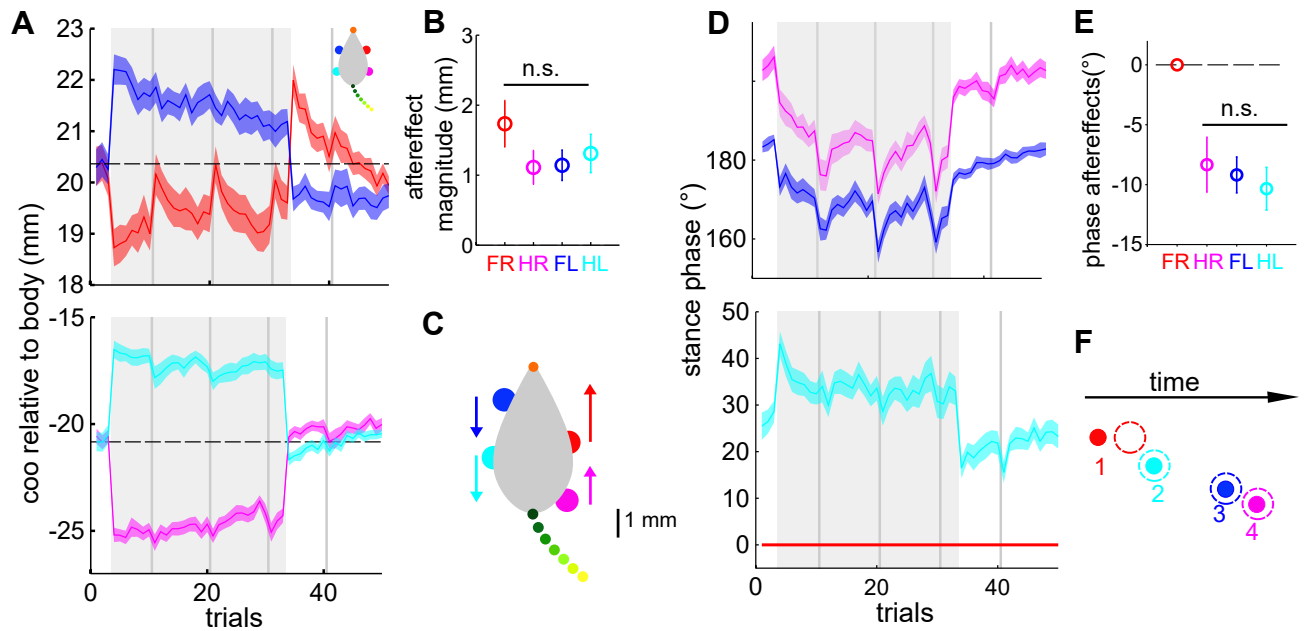 A
23
22
21
20
19
18
-15
-20
-25
0
20
40
trials
coo relative to body (mm)
B
3
2
1
0
n.s.
aftereffect
magnitude (mm)
FR HR FL HL
C
1 mm
D
180
160
50
40
30
20
10
0
0
20
40
trials
stance phase (°)
E
0
-5
-10
-15
n.s.
phase aftereffects(°)
FR HR FL HL
F
time
1
2
3
4